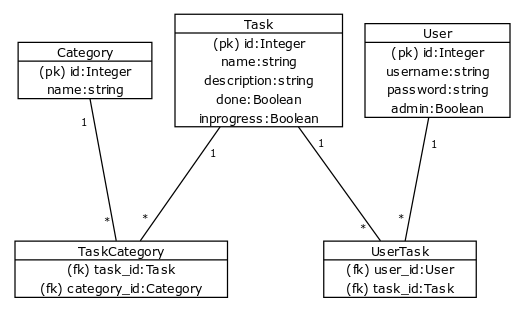 Category
(pk) id:Integer
name:string
Task
(pk) id:Integer
name:string
description:string
done:Boolean
inprogress:Boolean
User
(pk) id:Integer
username:string
password:string
admin:Boolean
1
1
1
1
*
*
*
*
TaskCategory
(fk) task_id:Task
(fk) category_id:Category
UserTask
(fk) user_id:User
(fk) task_id:Task